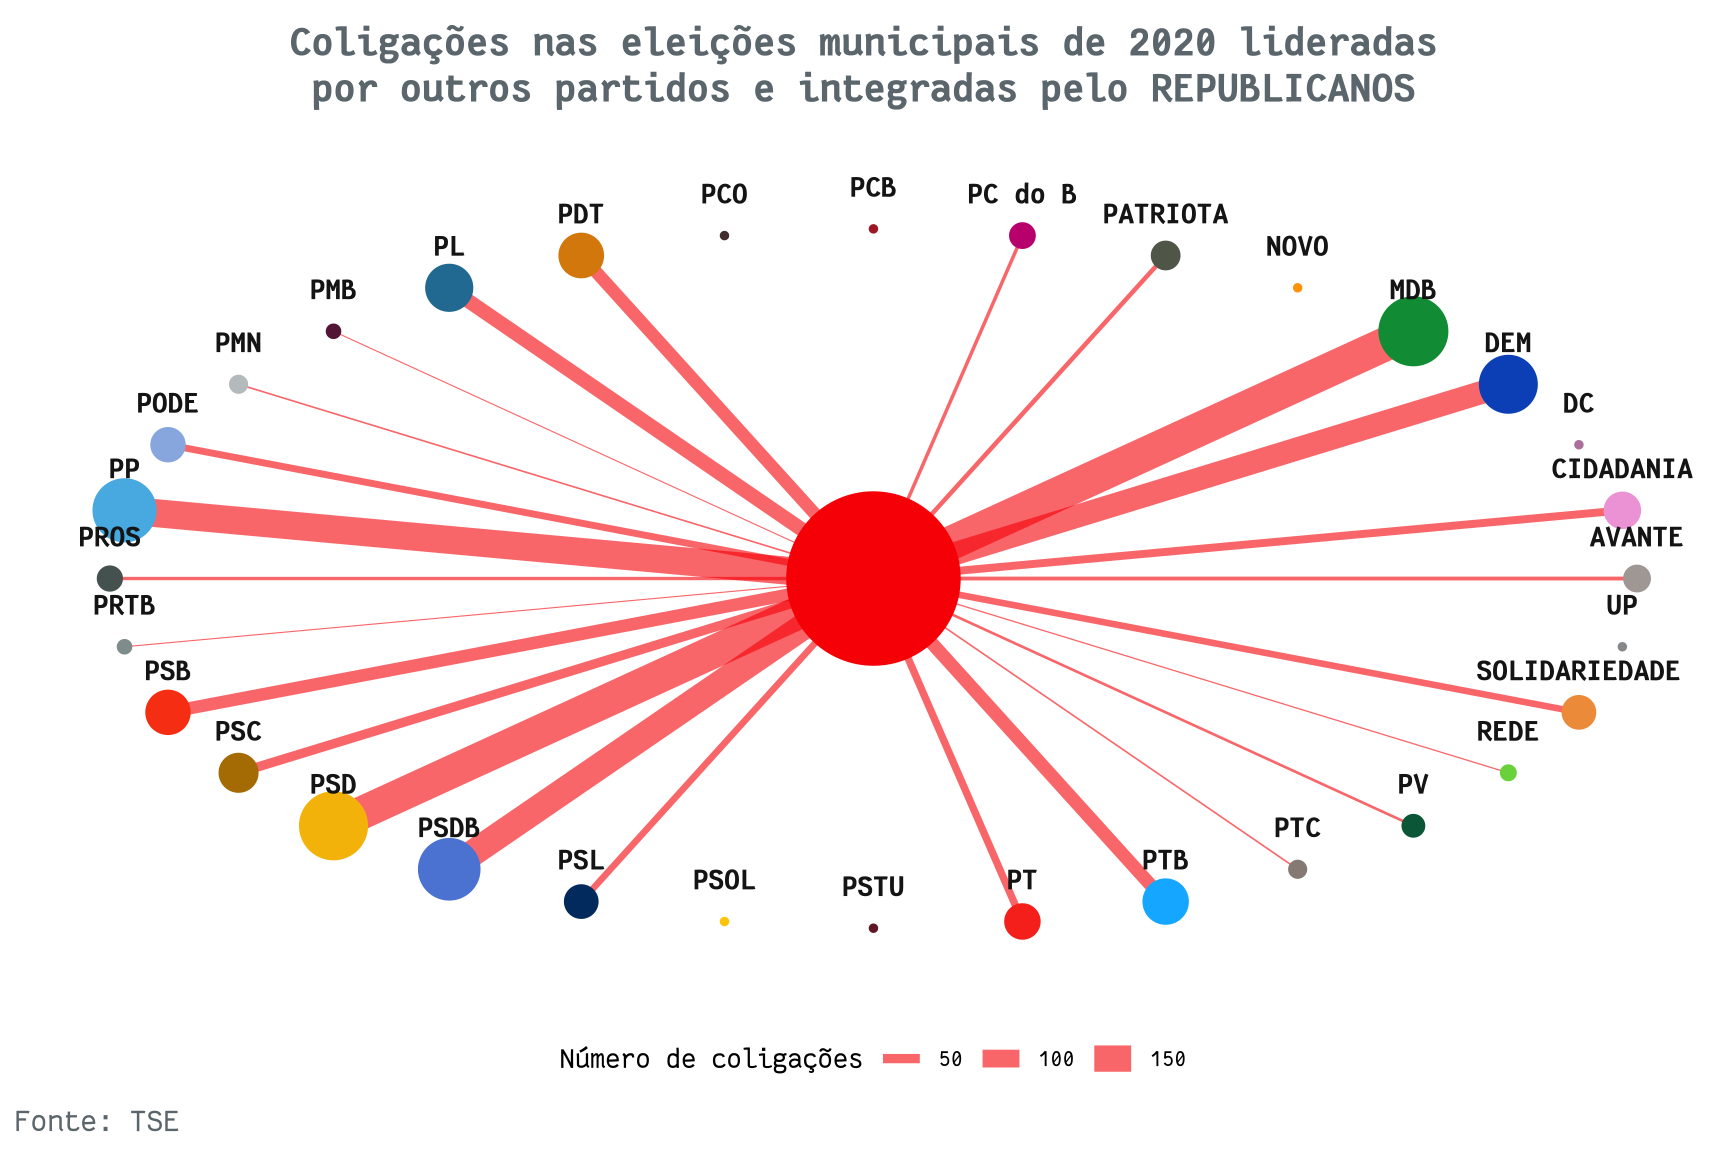 Coligações nas eleições municipais de 2020 lideradas
por outros partidos e integradas pelo REPUBLICANOS
PCB
PCO
PC do B
PDT
PATRIOTA
PL
NOVO
PMB
MDB
PMN
DEM
PODE
DC
PP
CIDADANIA
PROS
AVANTE
PRTB
UP
PSB
SOLIDARIEDADE
PSC
REDE
PSD
PV
PSDB
PTC
PSL
PTB
PSOL
PT
PSTU
Número de coligações 50 100 150
Fonte: TSE